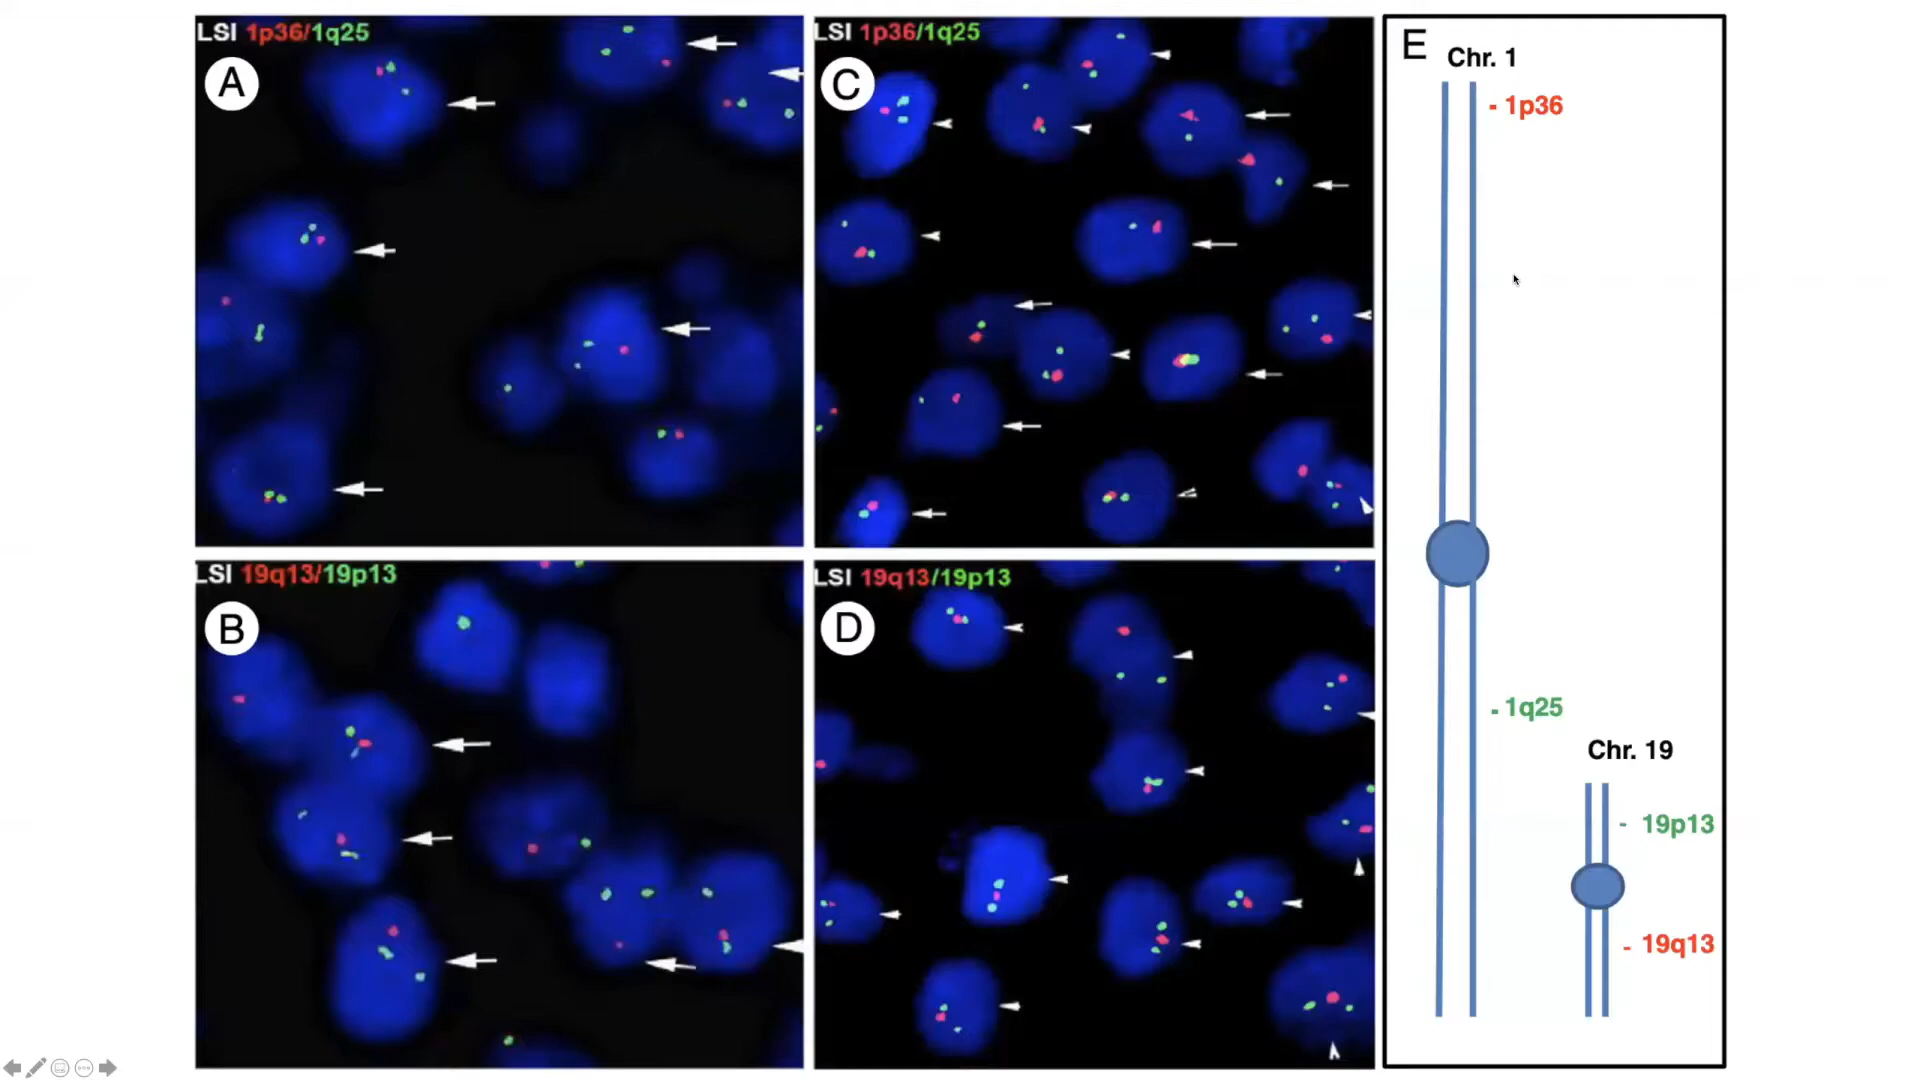 LSI 1p36/1q25
A
LSI 1p36/1q25
C
LSI 19q13/19p13
B
LSI 19q13/19p13
D
E
Chr. 1
- 1p36
- 1q25
Chr. 19
- 19p13
- 19q13